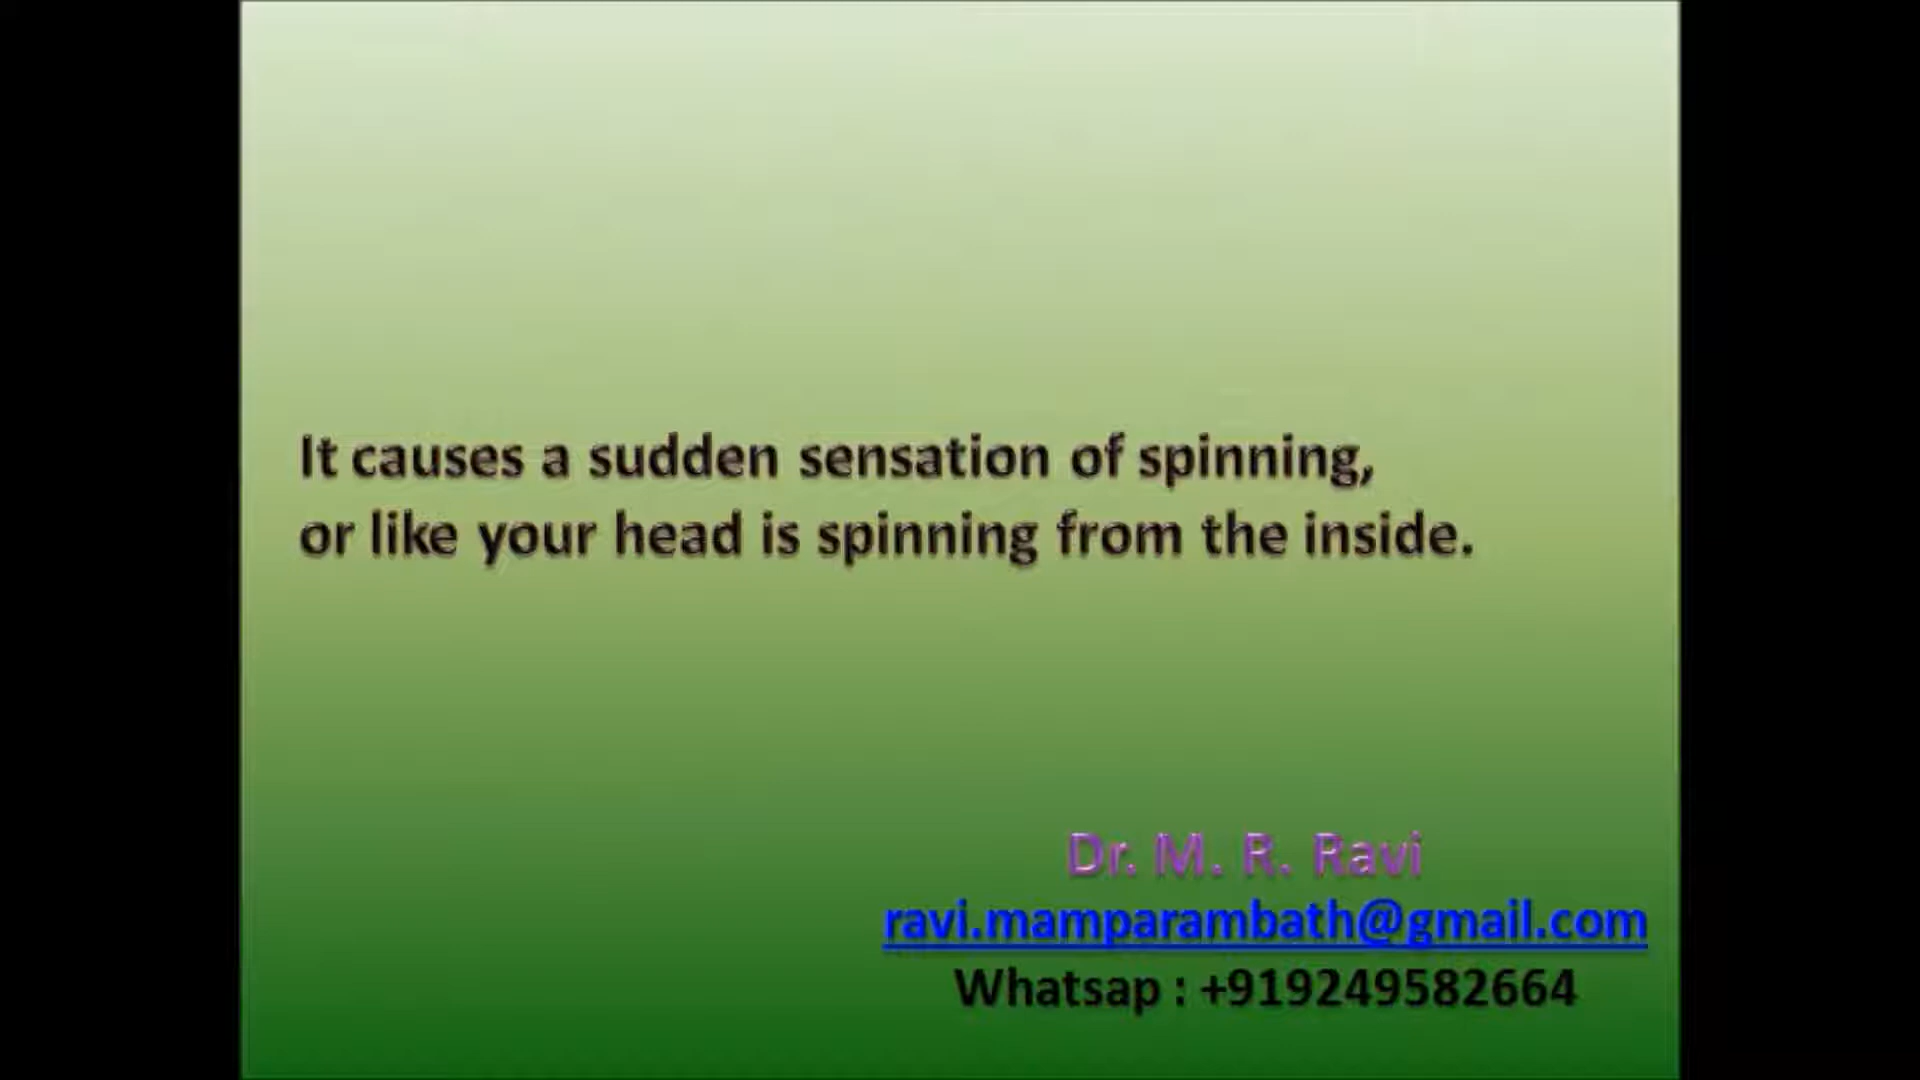 It causes a sudden sensation of spinning,
or like your head is spinning from the inside.
Dr. M. R. Ravi
ravi.mamparambath@gmail.com
Whatsap : +919249582664